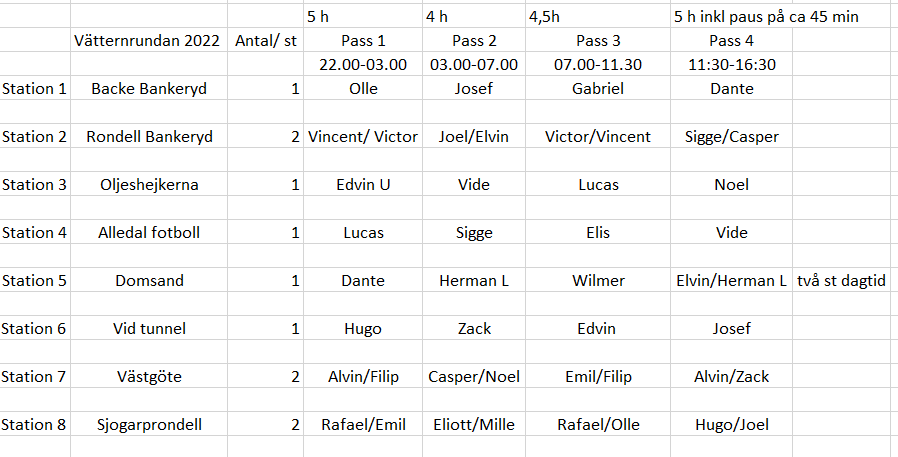 5 h 4 h 4,5h 5 h inkl paus på ca 45 min
Vätternrundan 2022 Antal/ st Pass 1 Pass 2 Pass 3 Pass 4
22.00-03.00 03.00-07.00 07.00-11.30 11:30-16:30
Station 1 Backe Bankeryd 1 Olle Josef Gabriel Dante
Station 2 Rondell Bankeryd 2 Vincent/ Victor Joel/Elvin Victor/Vincent Sigge/Casper
Station 3 Oljeshejkerna 1 Edvin U Vide Lucas Noel
Station 4 Alledal fotboll 1 Lucas Sigge Elis Vide
Station 5 Domsand 1 Dante Herman L Wilmer Elvin/Herman L två st dagtid
Station 6 Vid tunnel 1 Hugo Zack Edvin Josef
Station 7 Västgöte 2 Alvin/Filip Casper/Noel Emil/Filip Alvin/Zack
Station 8 Sjogarprondell 2 Rafael/Emil Eliott/Mille Rafael/Olle Hugo/Joel